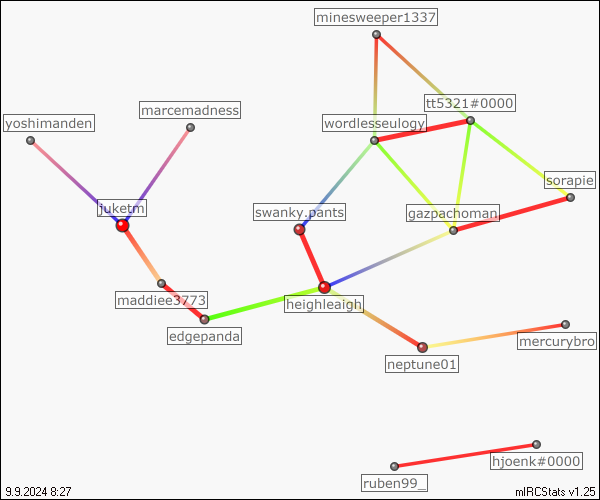 minesweeper1337
tt5321#0000
marcemadness
yoshimanden
wordlesseulogy
sorapie
juketm
swanky.pants
gazpachoman
maddiee3773
heighleaigh
edgepanda
mercurybro
neptune01
hjoenk#0000
ruben99_
9.9.2024 8:27
mIRCStats v1.25